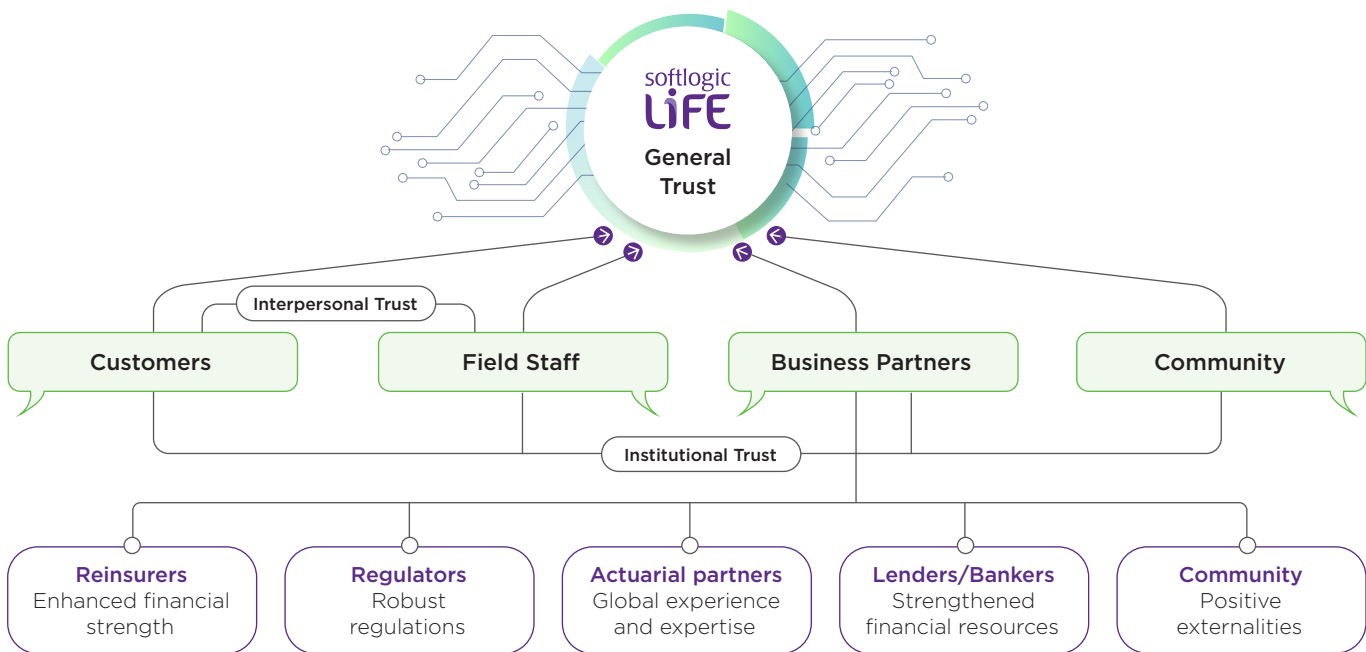 softlogic
LiFE
General
Trust
Interpersonal Trust
Customers
Field Staff
Business Partners
Community
Institutional Trust
Reinsurers
Enhanced financial
strength
Regulators
Robust
regulations
Actuarial partners
Global experience
and expertise
Lenders/Bankers
Strengthened
financial resources
Community
Positive
externalities